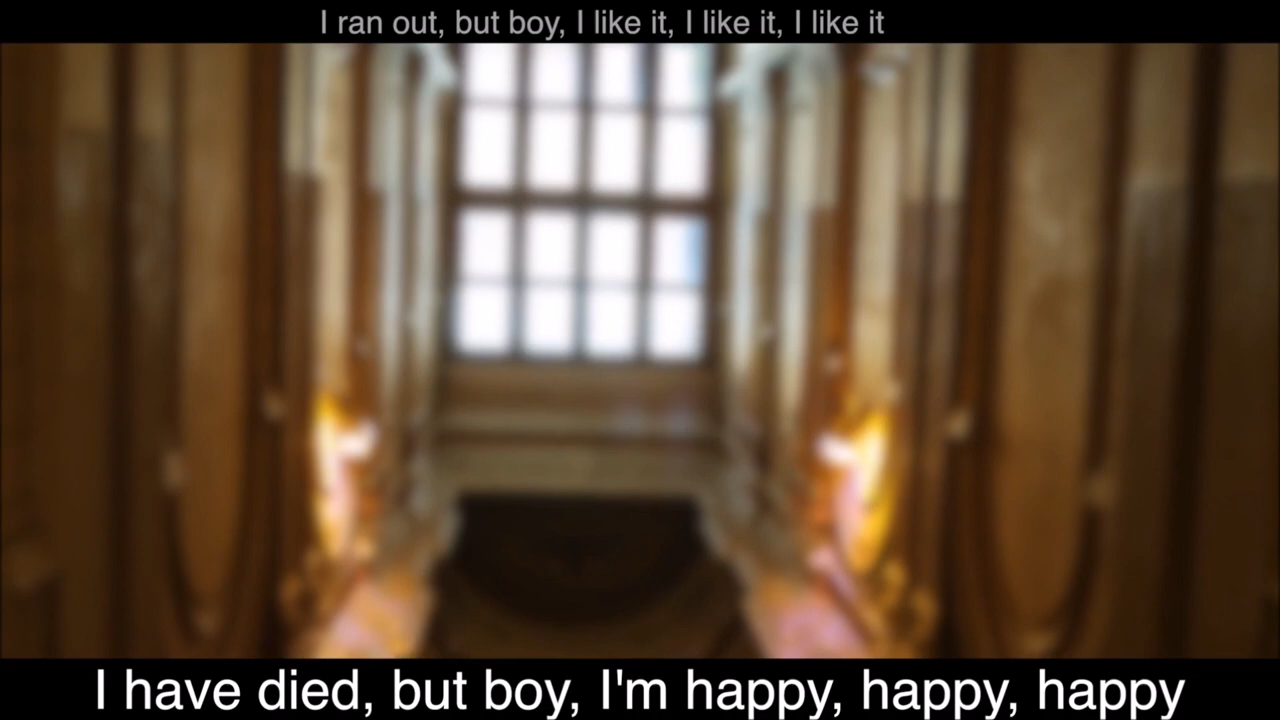 I ran out, but boy, I like it, I like it, I like it
I have died, but boy, I'm happy, happy, happy